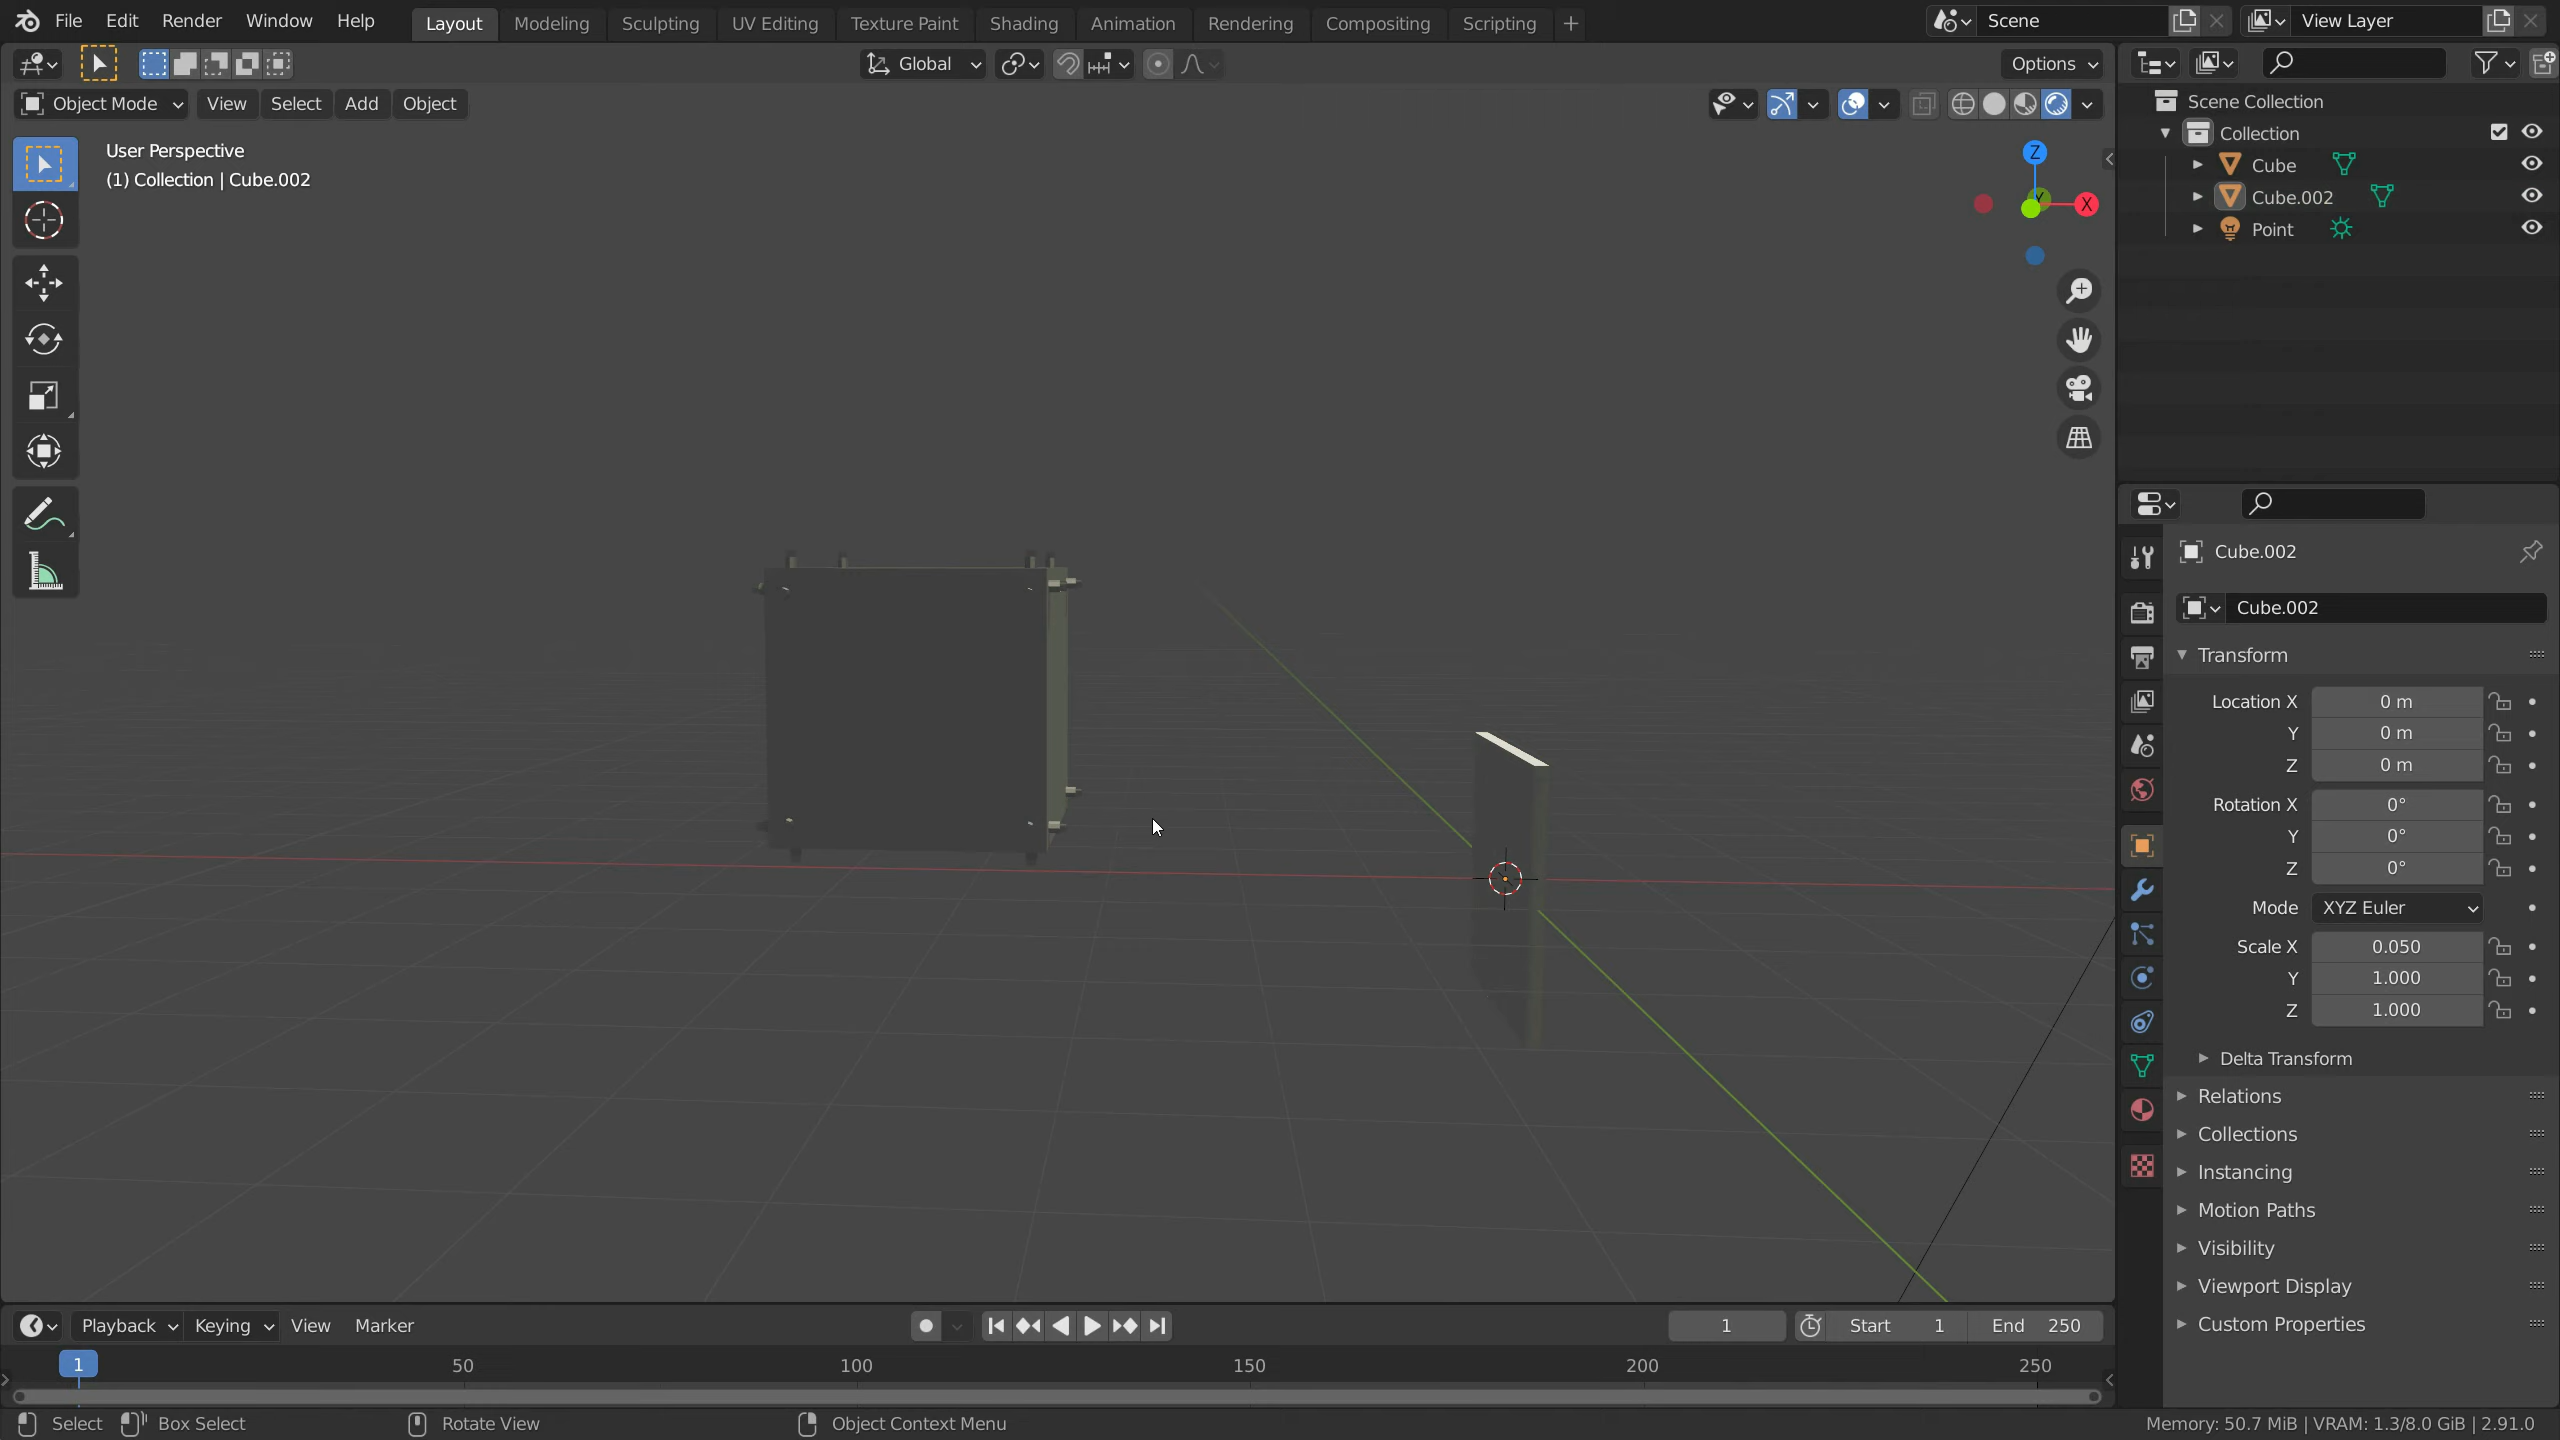 File Edit Render Window Help Layout Modeling Sculpting UV Editing Texture Paint Shading Animation Rendering Compositing Scripting + Scene View Layer
Global Options
Object Mode View Select Add Object
User Perspective
(1) Collection | Cube.002
Z
Y
X
Scene Collection
Collection
Cube
Cube.002
Point
Cube.002
Cube.002
Transform
Location X 0 m
Y 0 m
Z 0 m
Rotation X 0°
Y 0°
Z 0°
Mode XYZ Euler
Scale X 0.050
Y 1.000
Z 1.000
Delta Transform
Relations
Collections
Instancing
Motion Paths
Visibility
Viewport Display
Custom Properties
Playback Keying View Marker 1 Start 1 End 250
1 50 100 150 200 250
Select Box Select Rotate View Object Context Menu Memory: 50.7 MiB | VRAM: 1.3/8.0 GiB | 2.91.0